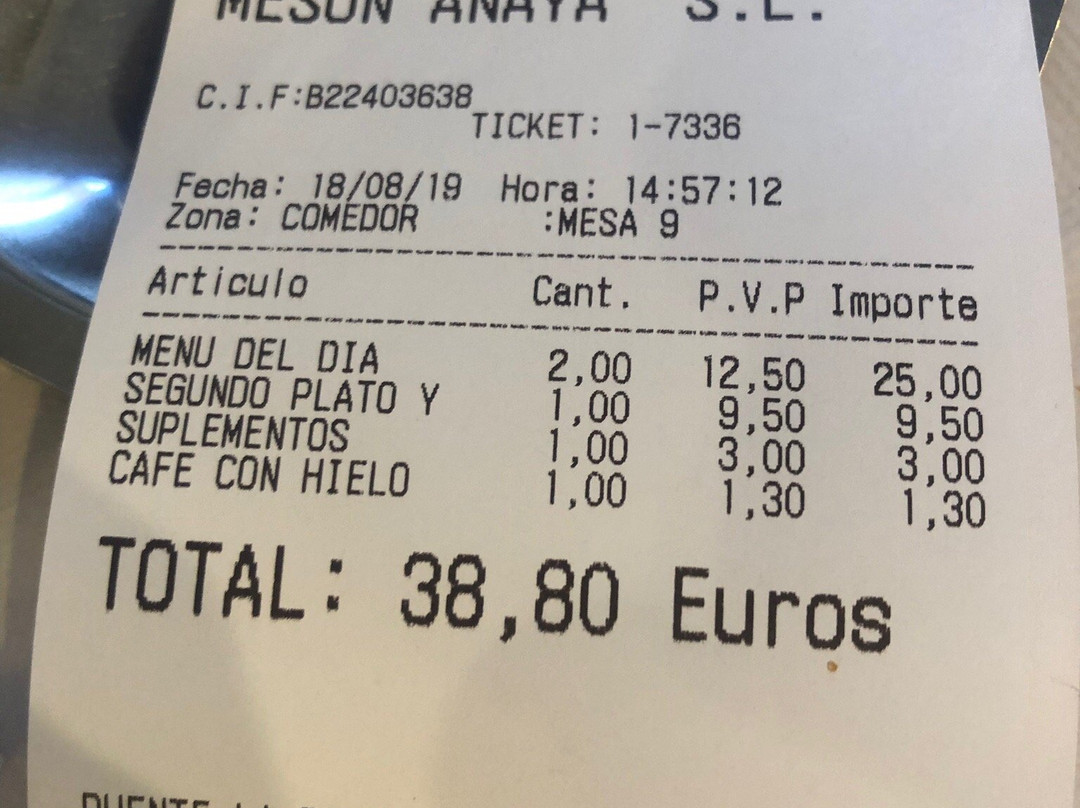 MESON ANAYA S.L.
C.I.F:B22403638
TICKET: 1-7336
Fecha: 18/08/19 Hora: 14:57:12
Zona: COMEDOR :MESA 9
Articulo Cant. P.V.P Importe
MENU DEL DIA 2,00 12,50 25,00
SEGUNDO PLATO Y 1,00 9,50 9,50
SUPLEMENTOS 1,00 3,00 3,00
CAFE CON HIELO 1,00 1,30 1,30
TOTAL: 38,80 Euros